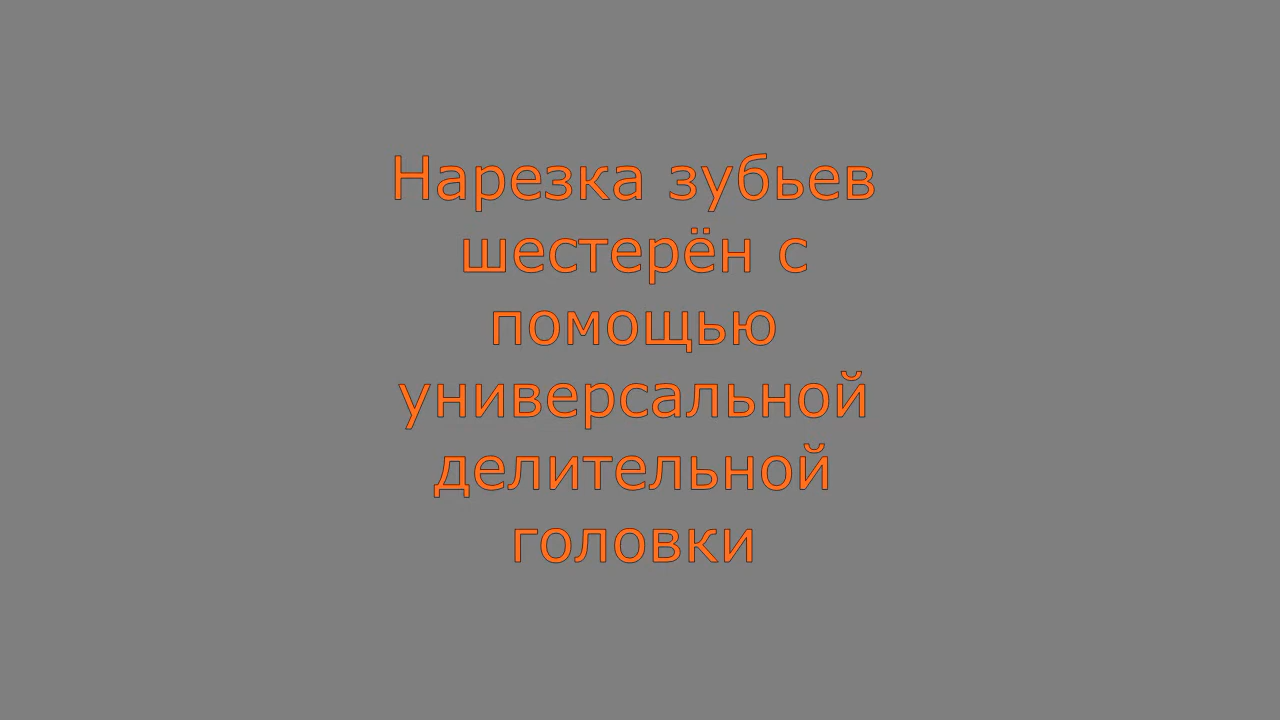 Нарезка зубьев
шестерён с
помощью
универсальной
делительной
головки